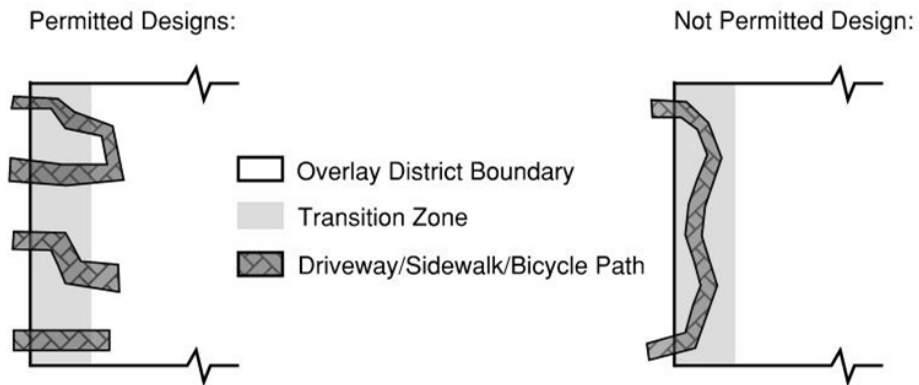 Permitted Designs:
Not Permitted Design:
Overlay District Boundary
Transition Zone
Driveway/Sidewalk/Bicycle Path